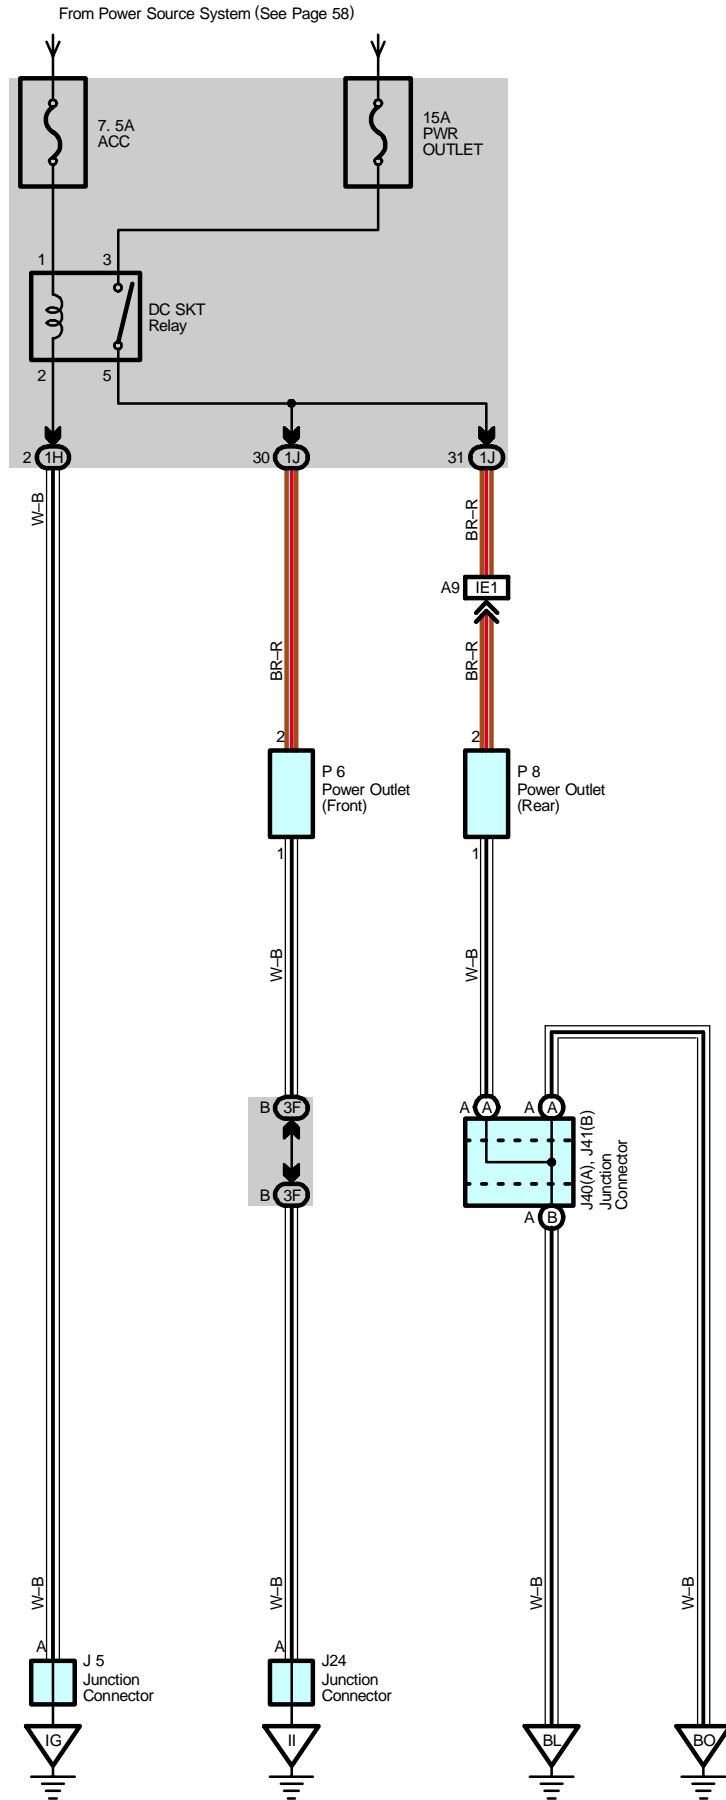 From Power Source System (See Page 58)
7. 5A
ACC
15A
PWR
OUTLET
1
3
DC SKT
Relay
2
5
2 1H
30 1J
31 1J
W–B
BR–R
A9 IE1
BR–R
BR–R
2
2
P 6
Power Outlet
(Front)
P 8
Power Outlet
(Rear)
1
1
W–B
W–B
B 3F
A A
A A
J40(A), J41(B)
Junction
Connector
B 3F
A B
W–B
W–B
W–B
W–B
A
J 5
Junction
Connector
A
J24
Junction
Connector
IG
II
BL
BO